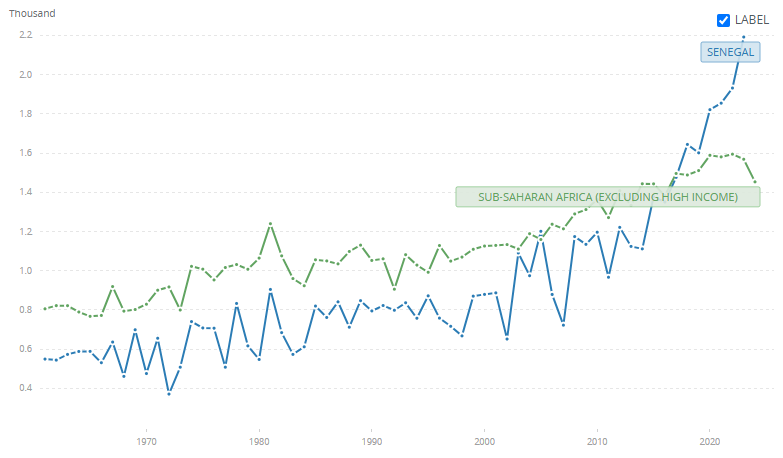 Thousand
LABEL
2.2
SENEGAL
2.0
1.8
1.6
1.4
SUB-SAHARAN AFRICA (EXCLUDING HIGH INCOME)
1.2
1.0
0.8
0.6
0.4
1970 1980 1990 2000 2010 2020